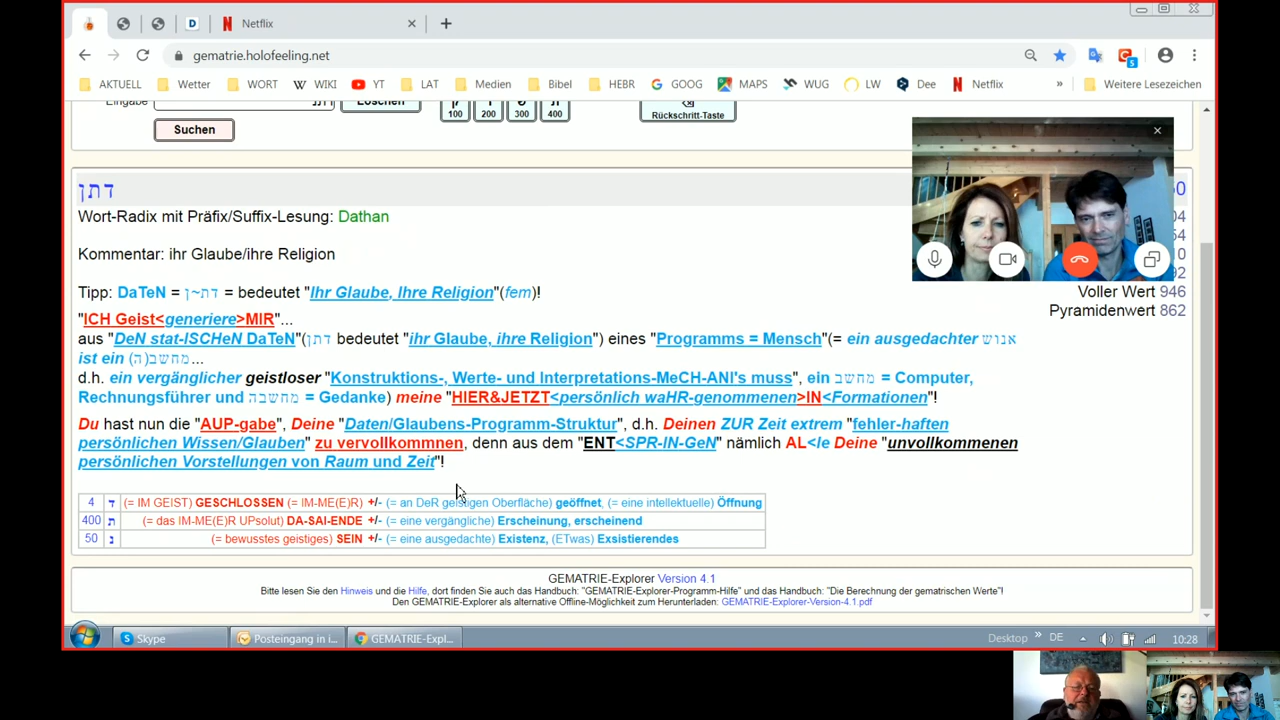 Netflix
gematrie.holofeeling.net
AKTUELL Wetter WORT WIKI YT LAT Medien Bibel HEBR GOOG MAPS WUG LW Dee Netflix » Weitere Lesezeichen
Eingabe דתן Löschen 100 200 300 400 Rückschritt-Taste
Suchen
דתן
Wort-Radix mit Präfix/Suffix-Lesung: Dathan
Kommentar: ihr Glaube/ihre Religion
Voller Wert 946
Pyramidenwert 862
Tipp: DaTeN = דת~ן = bedeutet "Ihr Glaube, Ihre Religion"(fem)!
"ICH Geist<generiere>MIR"...
aus "DeN stat-ISCHeN DaTeN"(דתן bedeutet "ihr Glaube, ihre Religion") eines "Programms = Mensch"(= ein ausgedachter אנוש
ist ein מחשב(ה)...
d.h. ein vergänglicher geistloser "Konstruktions-, Werte- und Interpretations-MeCH-ANI's muss", ein מחשב = Computer,
Rechnungsführer und מחשבה = Gedanke) meine "HIER&JETZT<persönlich waHR-genommenen>IN<Formationen"!
Du hast nun die "AUP-gabe", Deine "Daten/Glaubens-Programm-Struktur", d.h. Deinen ZUR Zeit extrem "fehler-haften
persönlichen Wissen/Glauben" zu vervollkommnen, denn aus dem "ENT<SPR-IN-GeN" nämlich AL<le Deine "unvollkommenen
persönlichen Vorstellungen von Raum und Zeit"!
4 ד (= IM GEIST) GESCHLOSSEN (= IM-ME(E)R) +/- (= an DeR geistigen Oberfläche) geöffnet, (= eine intellektuelle) Öffnung
400 ת (= das IM-ME(E)R UPsolut) DA-SAI-ENDE +/- (= eine vergängliche) Erscheinung, erscheinend
50 נ (= bewusstes geistiges) SEIN +/- (= eine ausgedachte) Existenz, (ETwas) Exsistierendes
GEMATRIE-Explorer Version 4.1
Bitte lesen Sie den Hinweis und die Hilfe, dort finden Sie auch das Handbuch: "GEMATRIE-Explorer-Programm-Hilfe" und das Handbuch: "Die Berechnung der gematrischen Werte"!
Den GEMATRIE-Explorer als alternative Offline-Möglichkeit zum Herunterladen: GEMATRIE-Explorer-Version-4.1.pdf
Skype Posteingang in i... GEMATRIE-Expl... Desktop » DE 10:28